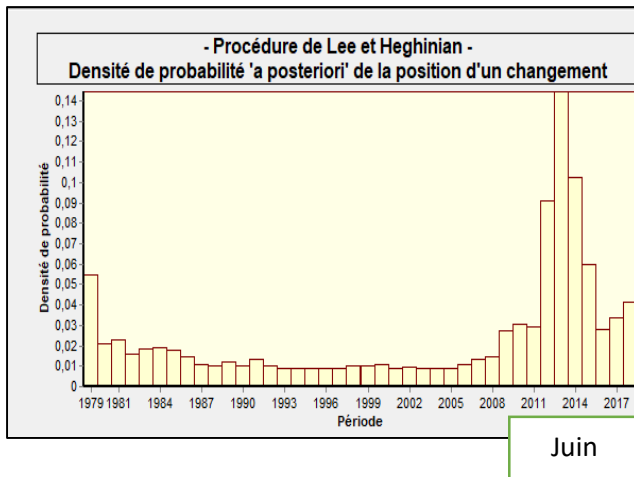 - Procédure de Lee et Heghinian -
Densité de probabilité 'a posteriori' de la position d'un changement
Densité de probabilité
0,14
0,13
0,12
0,11
0,1
0,09
0,08
0,07
0,06
0,05
0,04
0,03
0,02
0,01
0
1979 1981 1984 1987 1990 1993 1996 1999 2002 2005 2008 2011 2014 2017
Période
Juin